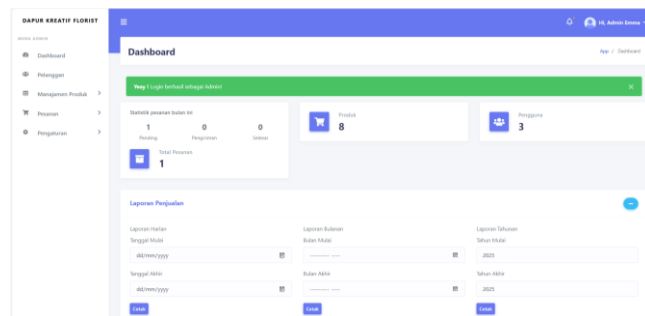 DAPUR KREATIF FLORIST
Hi, Admin Emma
MENU ADMIN
Dashboard
Pelanggan
Manajemen Produk
Pesanan
Pengaturan
Dashboard
App / Dashboard
Yeay ! Login berhasil sebagai Admin!
Statistik pesanan bulan ini
1
Pending
0
Pengiriman
0
Selesai
Total Pesanan
1
Produk
8
Pengguna
3
Laporan Penjualan
Laporan Harian
Tanggal Mulai
dd/mm/yyyy
Tanggal Akhir
dd/mm/yyyy
Cetak
Laporan Bulanan
Bulan Mulai
--------- ----
Bulan Akhir
--------- ----
Cetak
Laporan Tahunan
Tahun Mulai
2025
Tahun Akhir
2025
Cetak